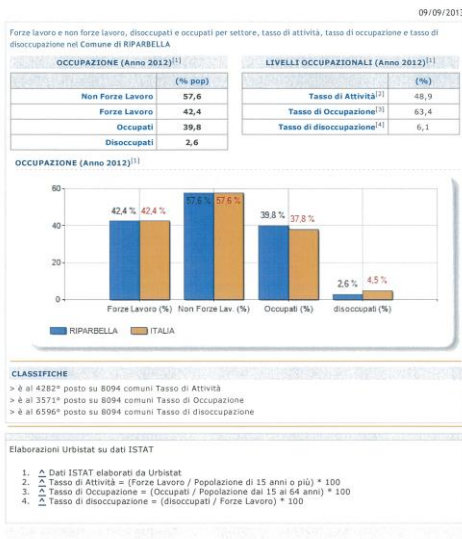 09/09/2013
Forze lavoro e non forze lavoro, disoccupati e occupati per settore, tasso di attività, tasso di occupazione e tasso di
disoccupazione nel Comune di RIPARBELLA
OCCUPAZIONE (Anno 2012)[1]
(% pop)
Non Forze Lavoro 57,6
Forze Lavoro 42,4
Occupati 39,8
Disoccupati 2,6
LIVELLI OCCUPAZIONALI (Anno 2012)[1]
(%)
Tasso di Attività[2] 48,9
Tasso di Occupazione[3] 63,4
Tasso di disoccupazione[4] 6,1
OCCUPAZIONE (Anno 2012)[1]
60
40
20
0
42,4 % 42,4 %
57,6 % 57,6 %
39,8 % 37,8 %
2,6 % 4,5 %
Forze Lavoro (%) Non Forze Lav. (%) Occupati (%) disoccupati (%)
RIPARBELLA ITALIA
CLASSIFICHE
> è al 4282° posto su 8094 comuni Tasso di Attività
> è al 3571° posto su 8094 comuni Tasso di Occupazione
> è al 6596° posto su 8094 comuni Tasso di disoccupazione
Elaborazioni Urbistat su dati ISTAT
1. ^ Dati ISTAT elaborati da Urbistat
2. ^ Tasso di Attività = (Forze Lavoro / Popolazione di 15 anni o più) * 100
3. ^ Tasso di Occupazione = (Occupati / Popolazione dai 15 ai 64 anni) * 100
4. ^ Tasso di disoccupazione = (disoccupati / Forze Lavoro) * 100